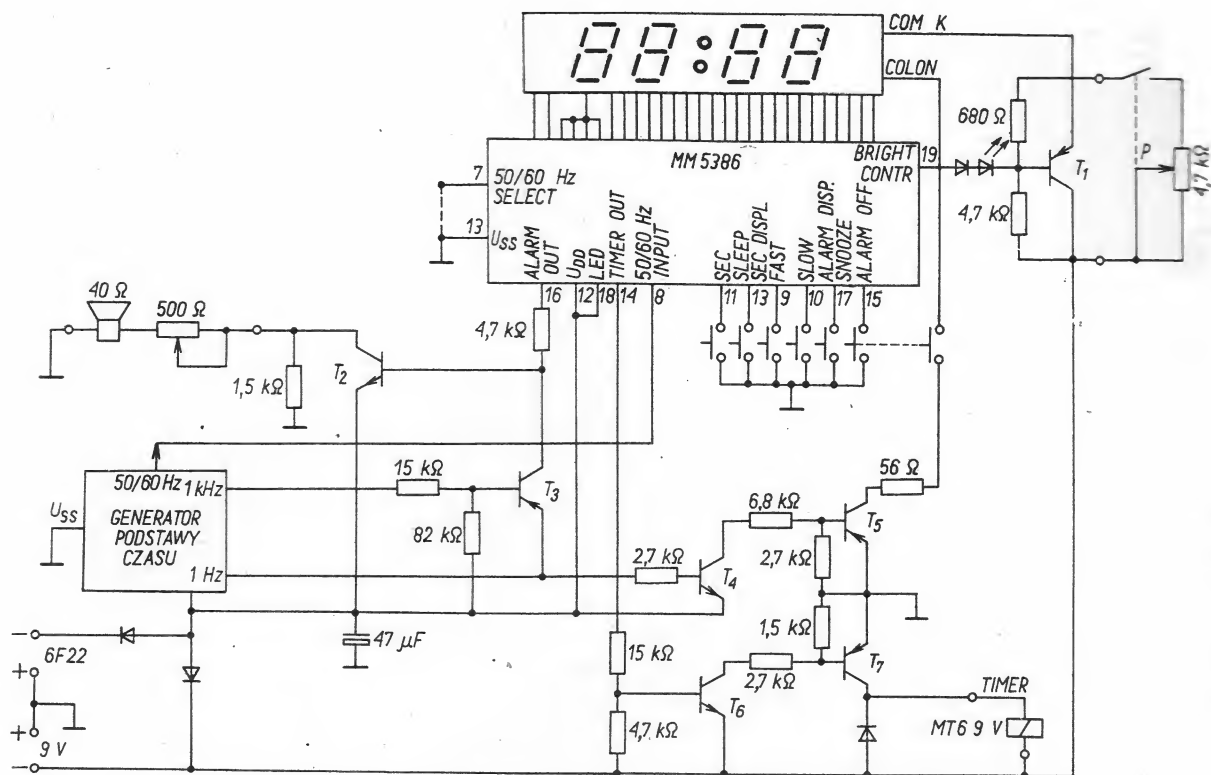 COM K
COLON
MM 5386
BRIGHT
CONTR
19
7
50/60 Hz
SELECT
13
USS
ALARM
OUT
UDD
LED
TIMER OUT
50/60 Hz
INPUT
SEC
SLEEP
SEC DISPL
FAST
SLOW
ALARM DISP.
SNOOZE
ALARM OFF
16
12
18
14
8
11
13
9
10
17
15
680 Ω
4,7 kΩ
T1
P
4,7 kΩ
40 Ω
500 Ω
1,5 kΩ
T2
4,7 kΩ
50/60 Hz
1 kHz
USS
GENERATOR
PODSTAWY
CZASU
1 Hz
15 kΩ
82 kΩ
T3
2,7 kΩ
T4
6,8 kΩ
T5
56 Ω
2,7 kΩ
1,5 kΩ
− 6F22
+
+
9 V
−
47 μF
15 kΩ
4,7 kΩ
T6
2,7 kΩ
T7
TIMER
MT6 9 V